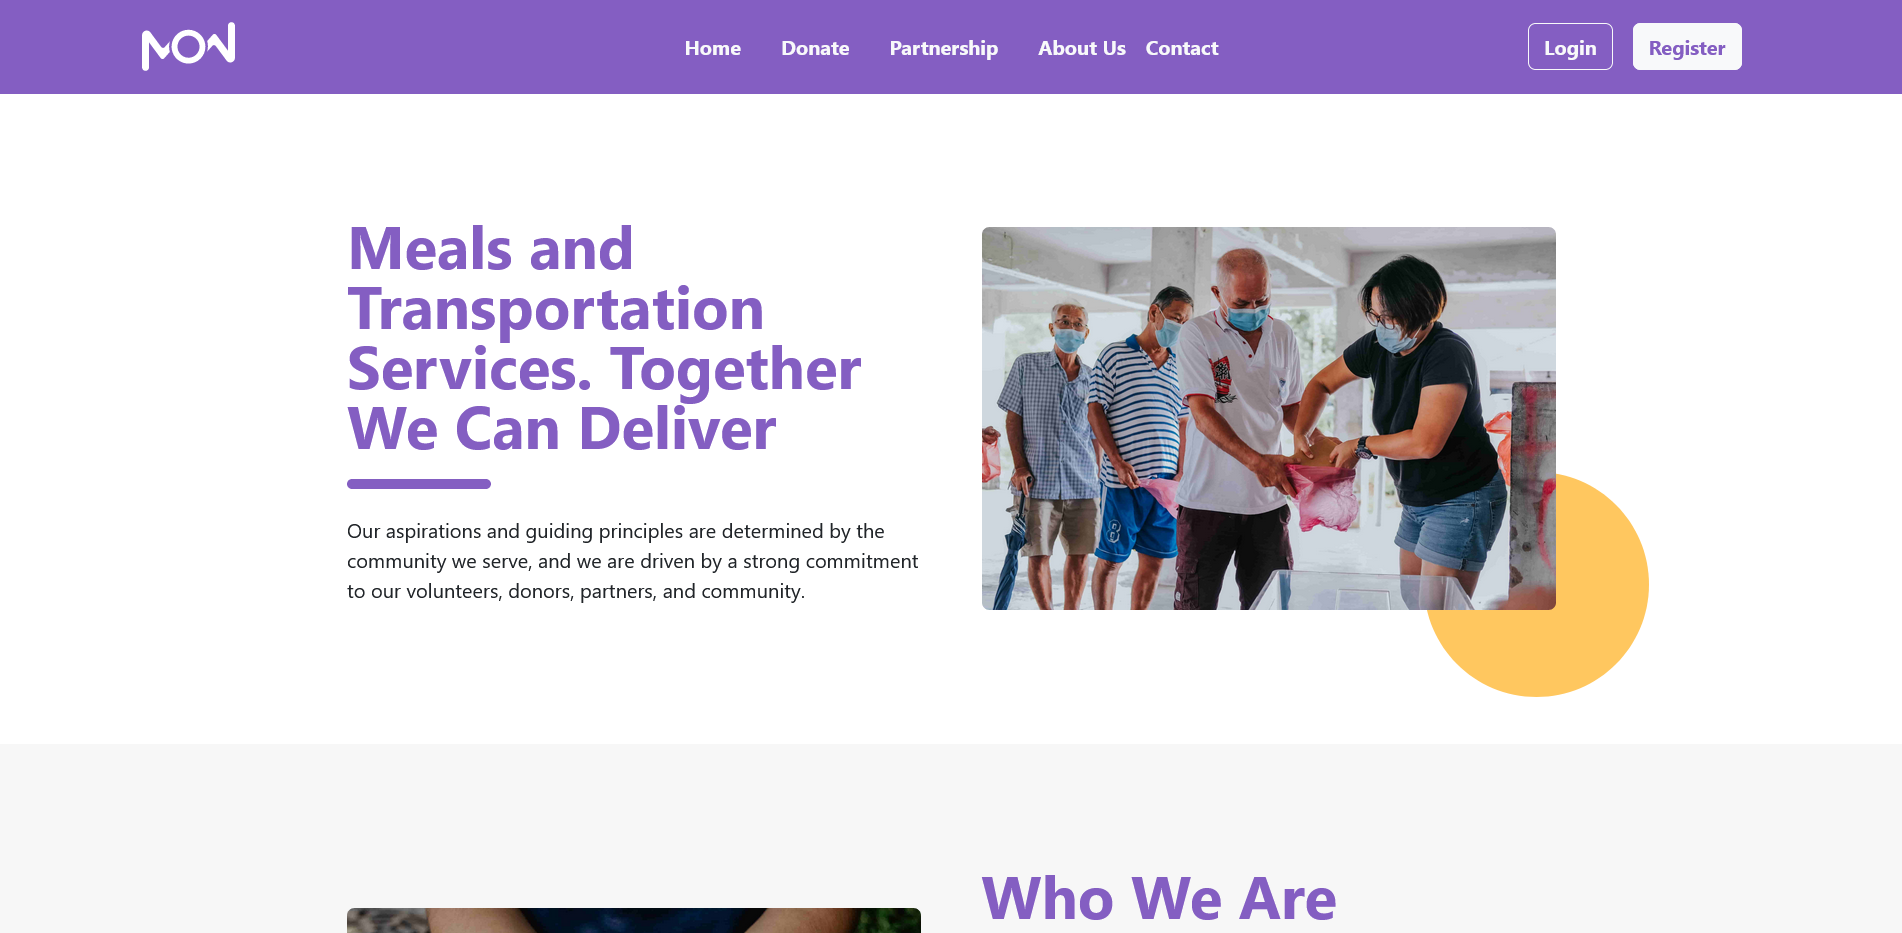 MOW
Home Donate Partnership About Us Contact Login Register
Meals and
Transportation
Services. Together
We Can Deliver
Our aspirations and guiding principles are determined by the
community we serve, and we are driven by a strong commitment
to our volunteers, donors, partners, and community.
8
Who We Are